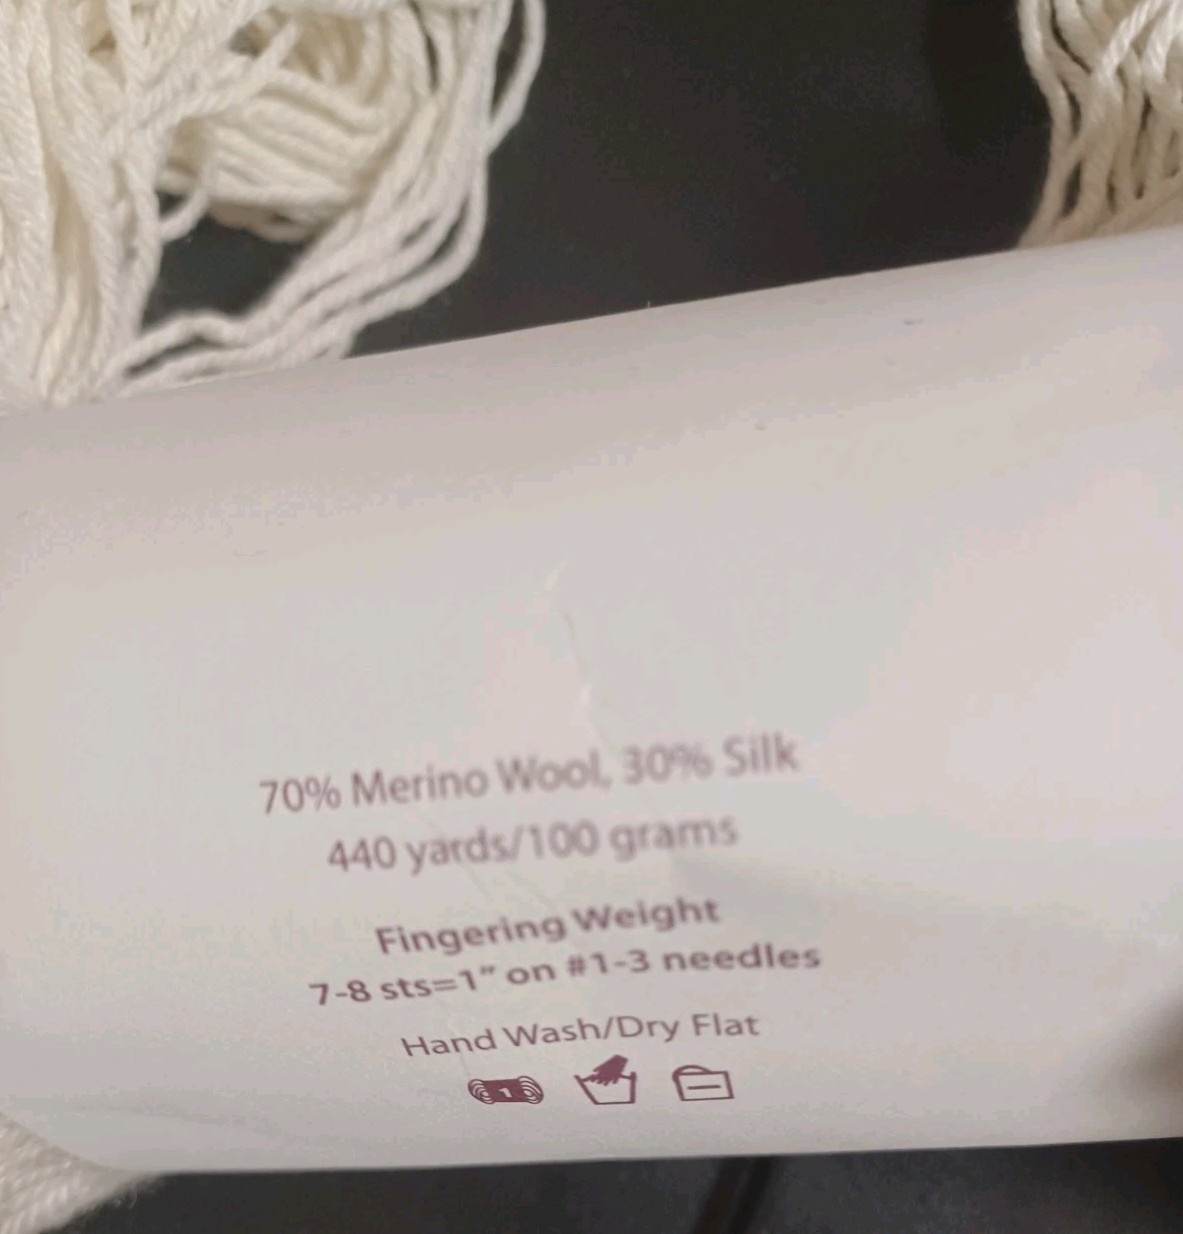 70% Merino Wool, 30% Silk
440 yards/100 grams
Fingering Weight
7-8 sts=1” on #1-3 needles
Hand Wash/Dry Flat
1